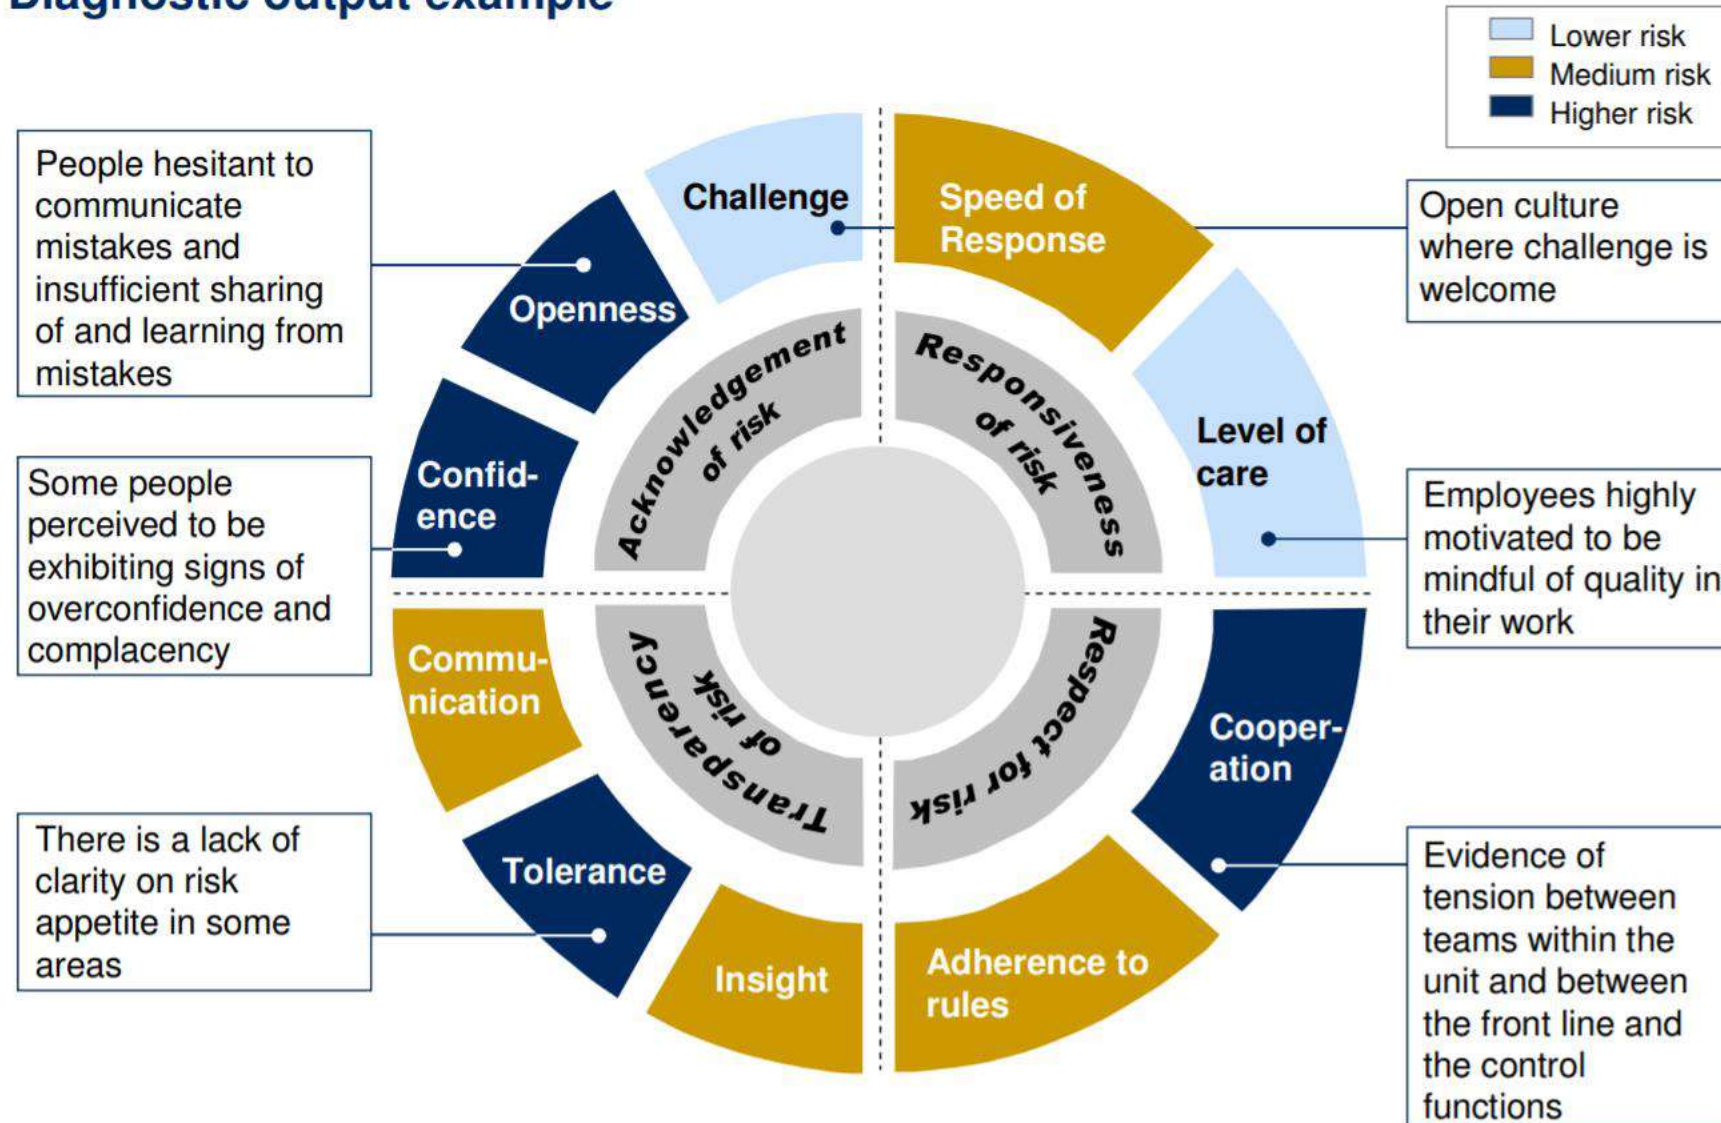 Diagnostic output example
Lower risk
Medium risk
Higher risk
People hesitant to
communicate
mistakes and
insufficient sharing
of and learning from
mistakes
Some people
perceived to be
exhibiting signs of
overconfidence and
complacency
There is a lack of
clarity on risk
appetite in some
areas
Challenge
Openness
Confid-
ence
Commu-
nication
Tolerance
Insight
Speed of
Response
Level of
care
Cooper-
ation
Adherence to
rules
Acknowledgement
of risk
Responsiveness
of risk
Transparency
of risk
Respect for risk
Open culture
where challenge is
welcome
Employees highly
motivated to be
mindful of quality in
their work
Evidence of
tension between
teams within the
unit and between
the front line and
the control
functions